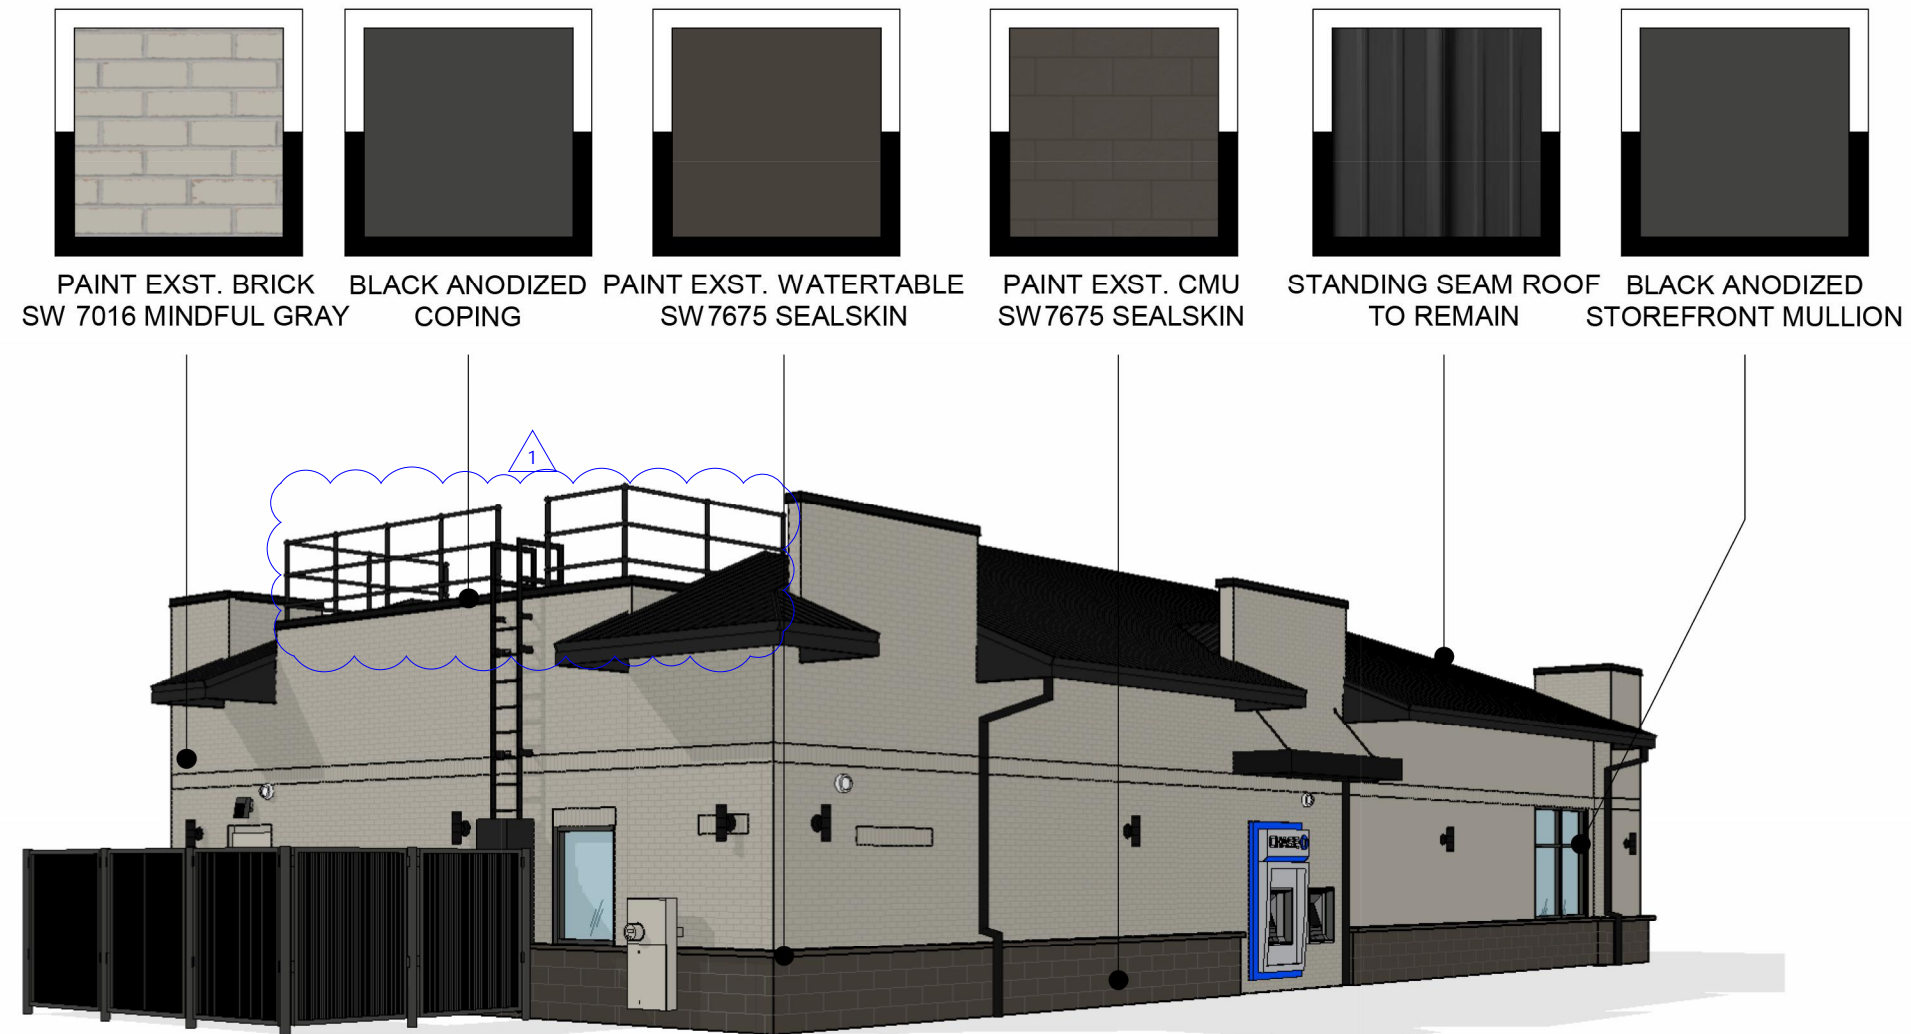 PAINT EXST. BRICK
SW 7016 MINDFUL GRAY
BLACK ANODIZED
COPING
PAINT EXST. WATERTABLE
SW7675 SEALSKIN
PAINT EXST. CMU
SW7675 SEALSKIN
STANDING SEAM ROOF
TO REMAIN
BLACK ANODIZED
STOREFRONT MULLION
1
CHASE